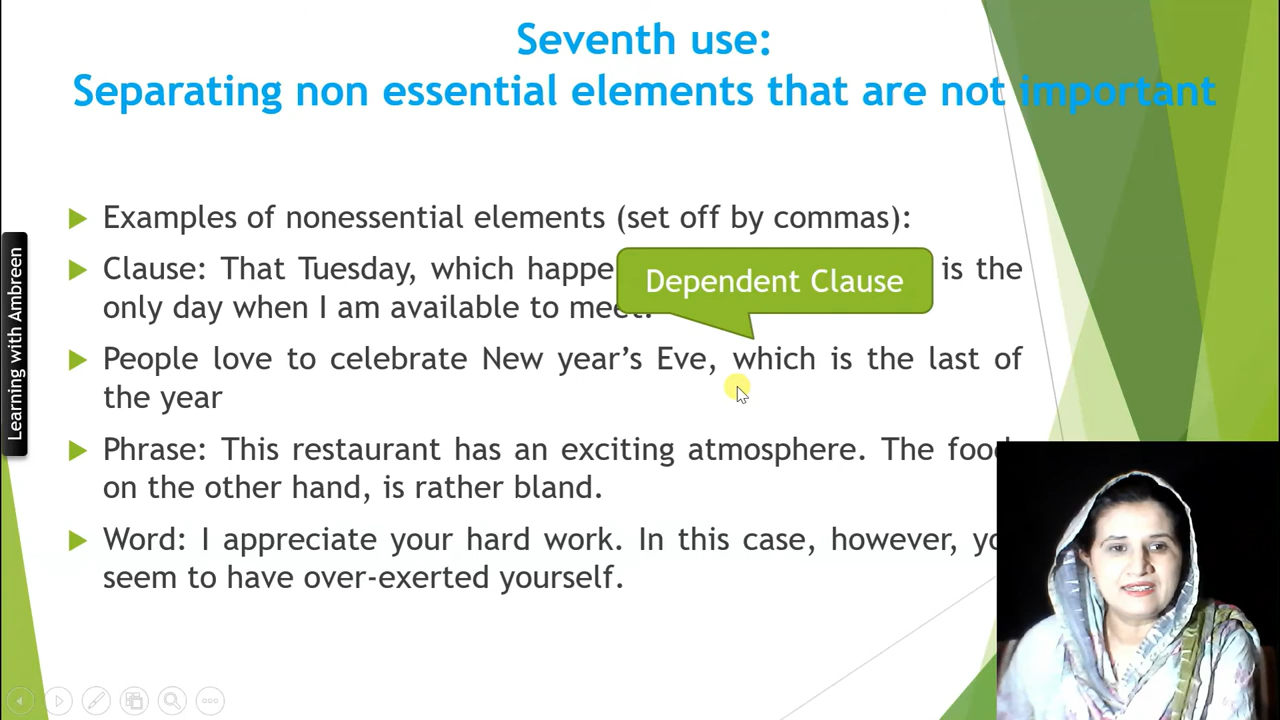 Seventh use:
Separating non essential elements that are not important
Examples of nonessential elements (set off by commas):
Clause: That Tuesday, which is the
only day when I am available to meet.
Dependent Clause
People love to celebrate New year’s Eve, which is the last of
the year
Phrase: This restaurant has an exciting atmosphere. The food
on the other hand, is rather bland.
Word: I appreciate your hard work. In this case, however,
seem to have over-exerted yourself.
Learning with Ambreen